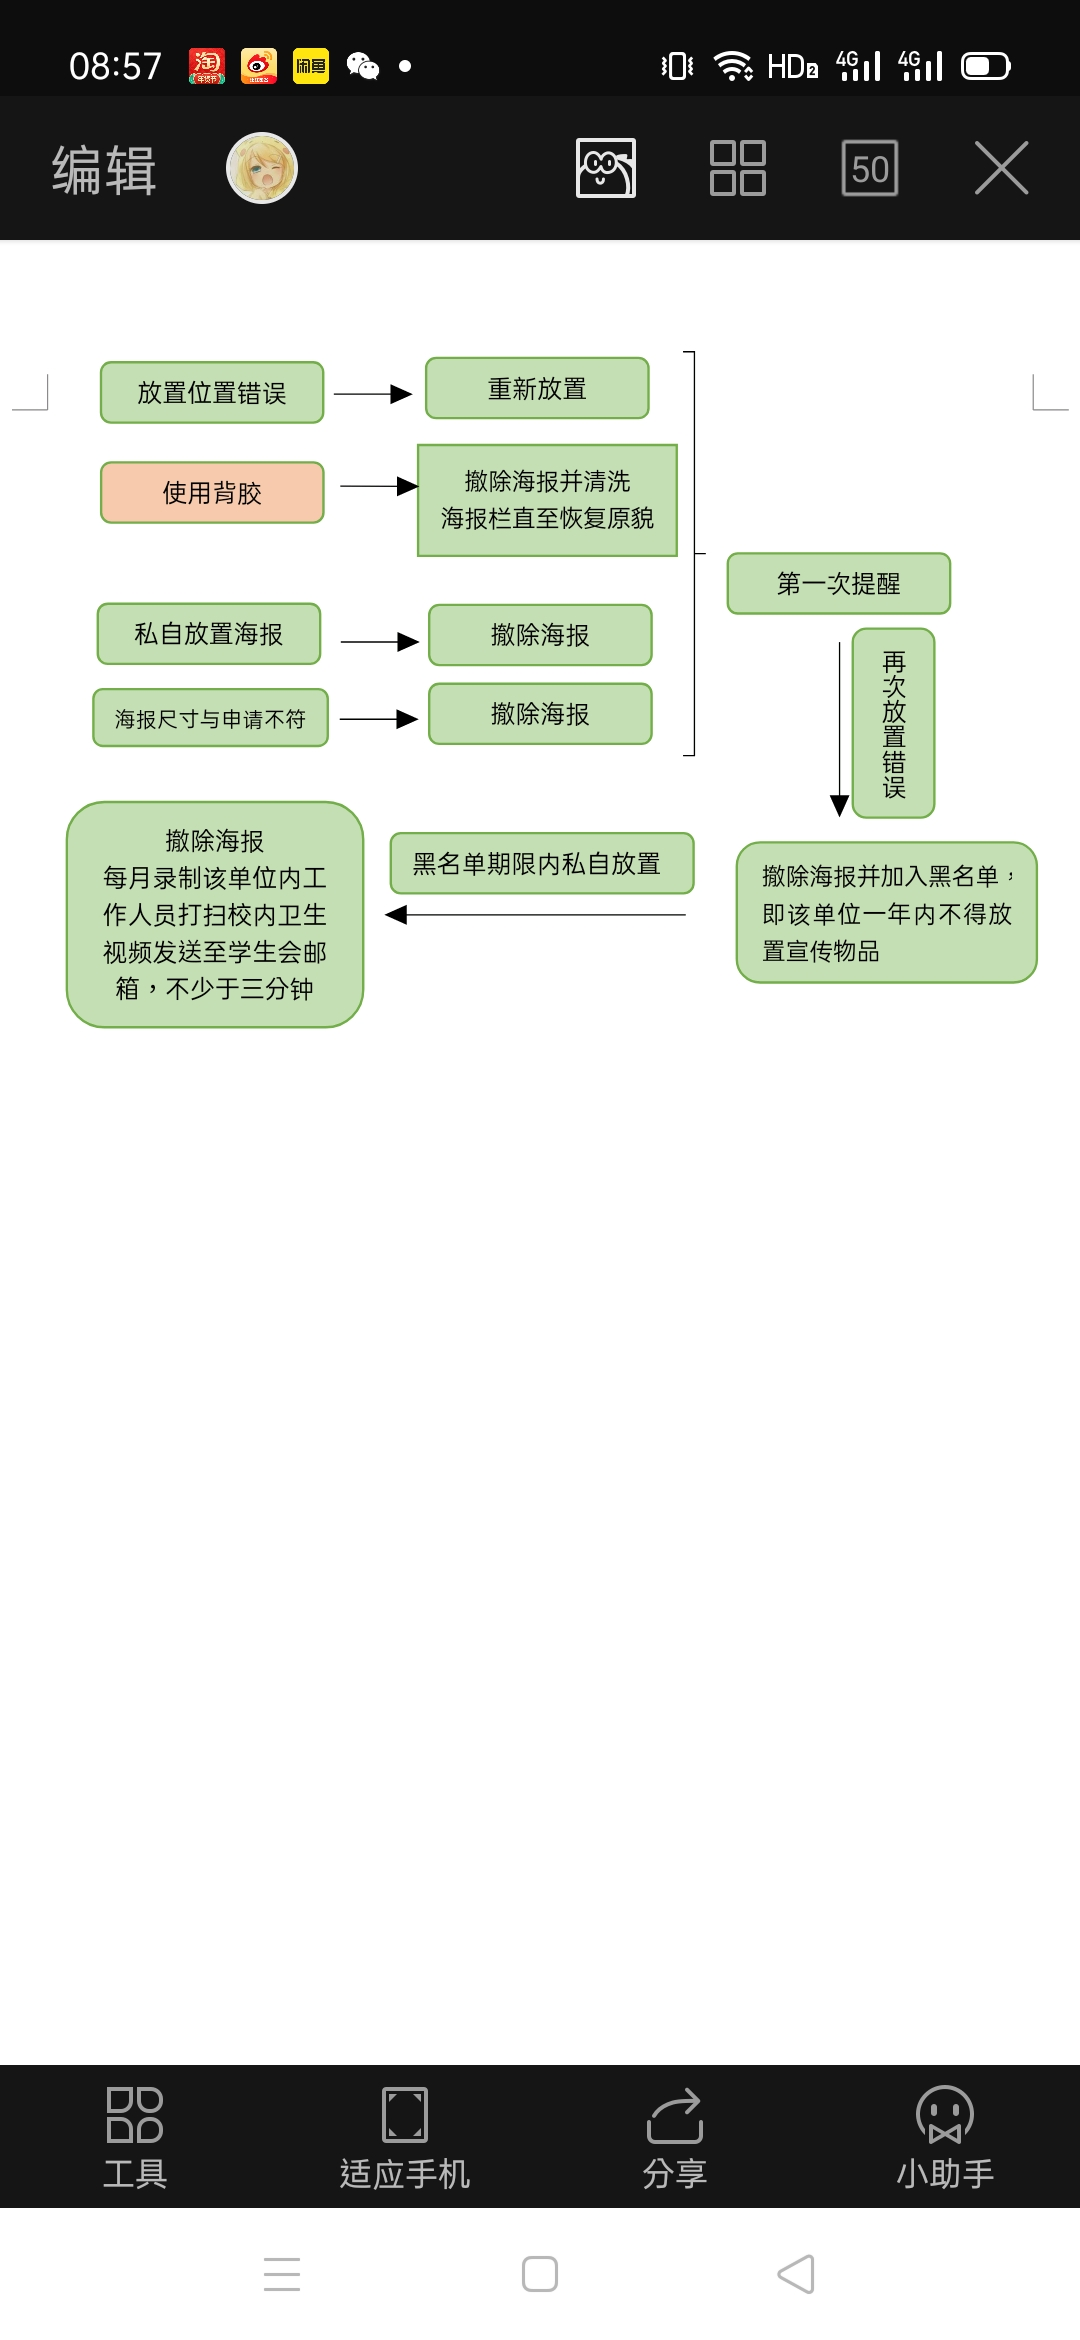 08:57
淘
年货节
闲鱼
HD2
4G
4G
编辑
50
放置位置错误
重新放置
使用背胶
撤除海报并清洗
海报栏直至恢复原貌
第一次提醒
私自放置海报
撤除海报
再次放置错误
海报尺寸与申请不符
撤除海报
撤除海报
每月录制该单位内工
作人员打扫校内卫生
视频发送至学生会邮
箱，不少于三分钟
黑名单期限内私自放置
撤除海报并加入黑名单，
即该单位一年内不得放
置宣传物品
工具
适应手机
分享
小助手